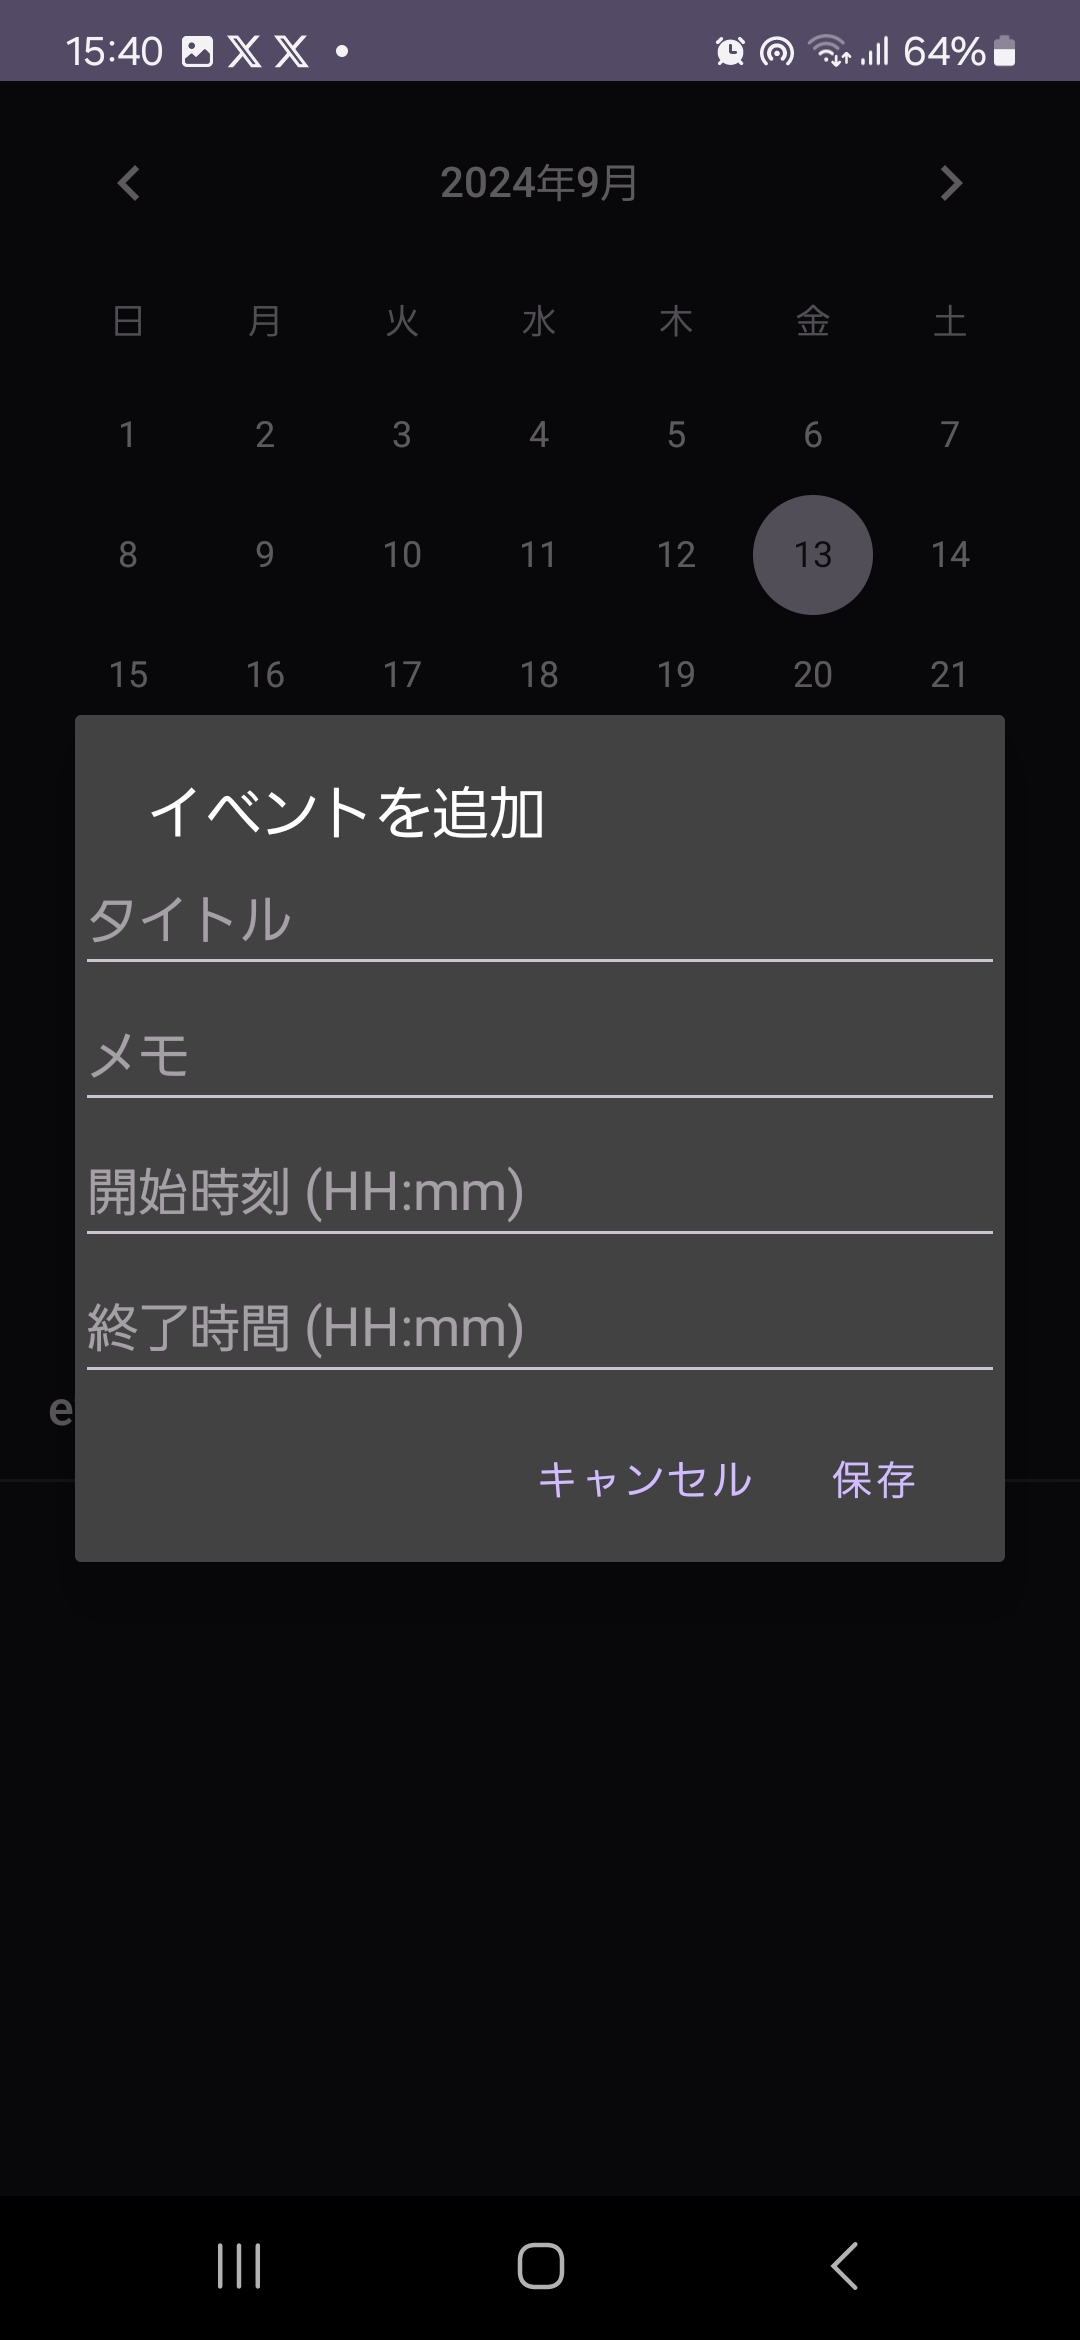 15:40
64%
2024年9月
日 月 火 水 木 金 土
1 2 3 4 5 6 7
8 9 10 11 12 13 14
15 16 17 18 19 20 21
イベントを追加
タイトル
メモ
開始時刻 (HH:mm)
終了時間 (HH:mm)
e
キャンセル 保存